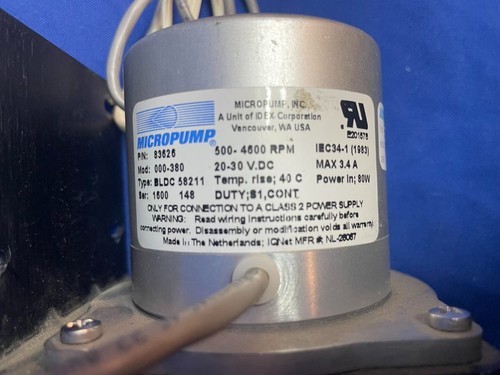 MICROPUMP, INC.
A Unit of IDEX Corporation
Vancouver, WA USA
MICROPUMP
E201676
P/N: 83626 500- 4600 RPM IEC34-1 (1983)
Mod: 000-380 20-30 V.DC MAX 3.4 A
Type: BLDC 58211 Temp. rise; 40 C Power in; 80W
Ser: 1600 148 DUTY;S1,CONT
ONLY FOR CONNECTION TO A CLASS 2 POWER SUPPLY
WARNING: Read wiring instructions carefully before
connecting power. Disassembly or modification voids all warranty
Made in The Netherlands; IQNet MFR #; NL-26067